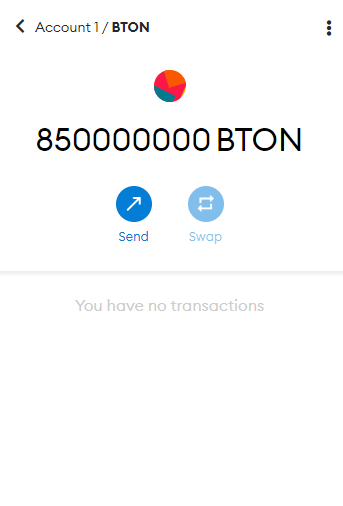 Account 1 / BTON
850000000 BTON
Send
Swap
You have no transactions